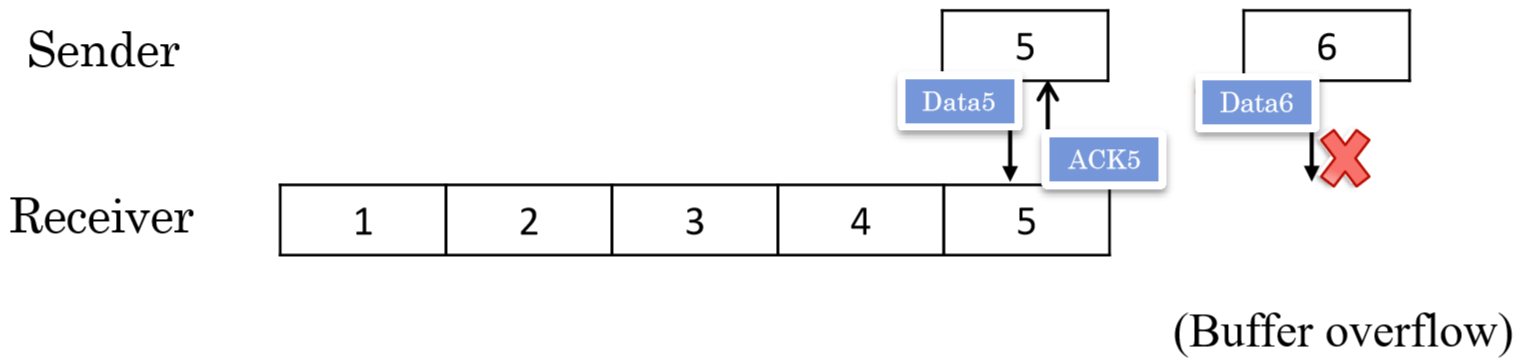 Sender
5
6
Data5
Data6
ACK5
Receiver
1 2 3 4 5
(Buffer overflow)